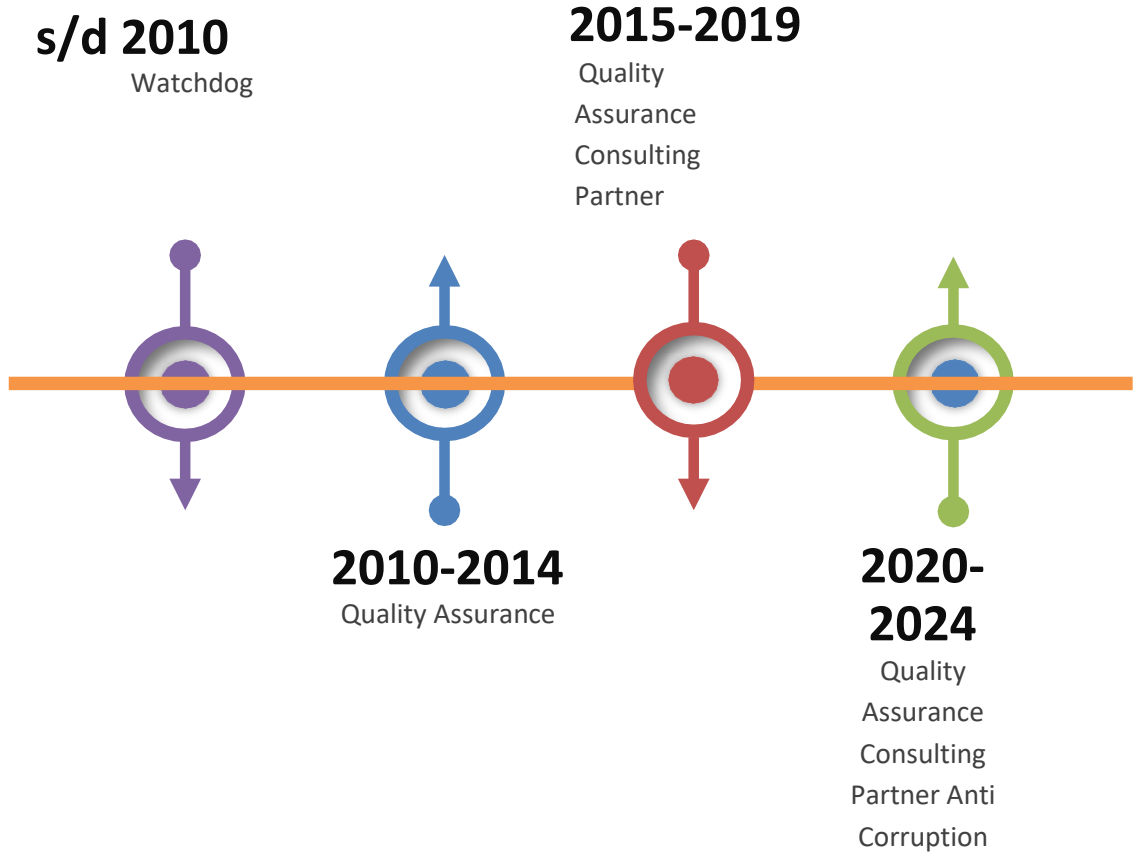 s/d 2010
Watchdog
2010-2014
Quality Assurance
2015-2019
Quality
Assurance
Consulting
Partner
2020-
2024
Quality
Assurance
Consulting
Partner Anti
Corruption